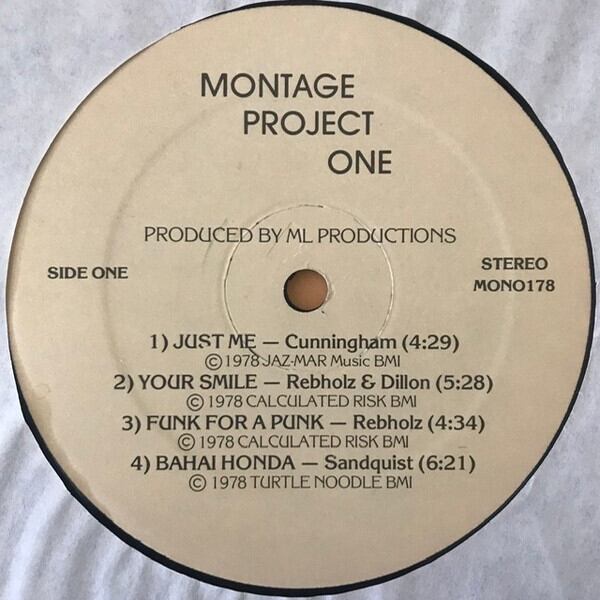 MONTAGE
PROJECT
ONE
PRODUCED BY ML PRODUCTIONS
SIDE ONE
STEREO
MONO178
1) JUST ME — Cunningham (4:29)
© 1978 JAZ-MAR Music BMI
2) YOUR SMILE — Rebholz & Dillon (5:28)
© 1978 CALCULATED RISK BMI
3) FUNK FOR A PUNK — Rebholz (4:34)
© 1978 CALCULATED RISK BMI
4) BAHAI HONDA — Sandquist (6:21)
© 1978 TURTLE NOODLE BMI